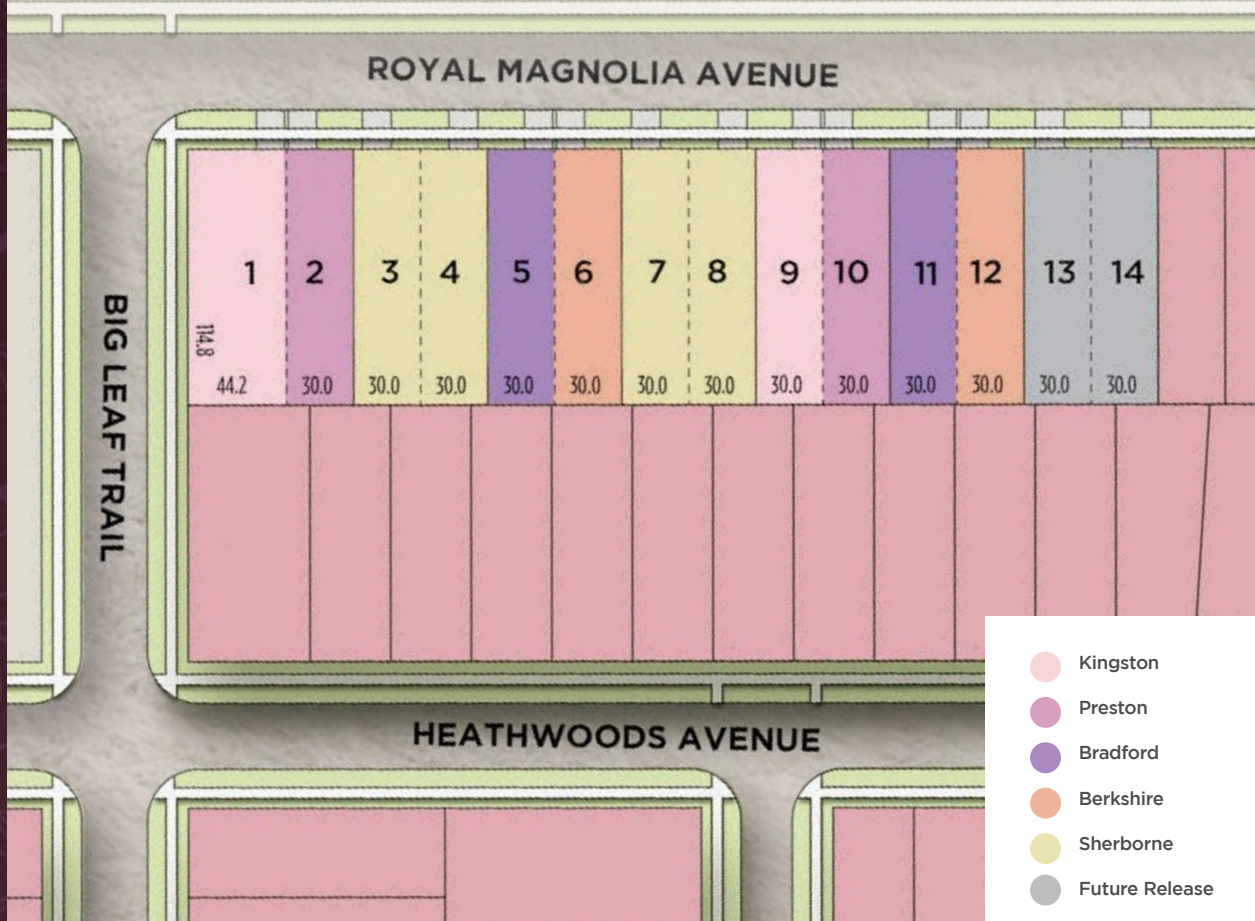 ROYAL MAGNOLIA AVENUE
1 2 3 4 5 6 7 8 9 10 11 12 13 14
BIG LEAF TRAIL
114.8
44.2 30.0 30.0 30.0 30.0 30.0 30.0 30.0 30.0 30.0 30.0 30.0 30.0 30.0
HEATHWOODS AVENUE
Kingston
Preston
Bradford
Berkshire
Sherborne
Future Release